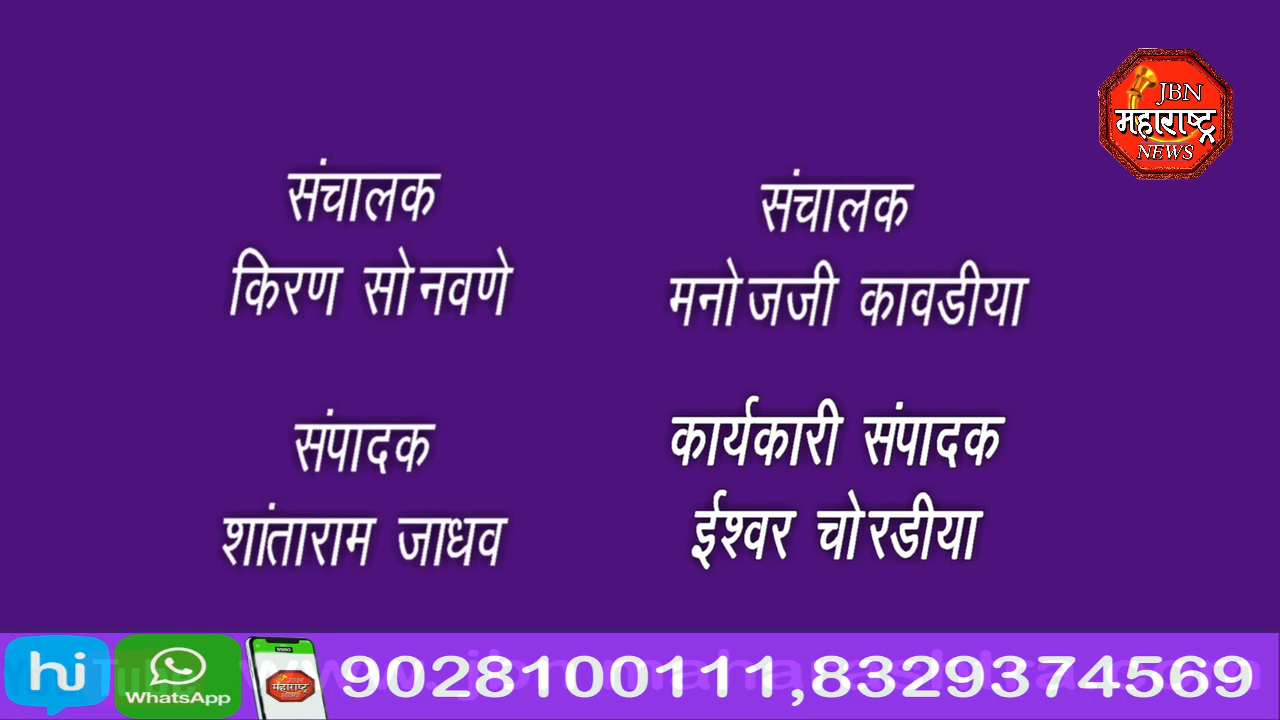 JBN
महाराष्ट्र
NEWS
संचालक
किरण सोनवणे
संचालक
मनोजजी कावडीया
संपादक
शांताराम जाधव
कार्यकारी संपादक
ईश्वर चोरडीया
hi
WhatsApp
महाराष्ट्र
9028100111,8329374569